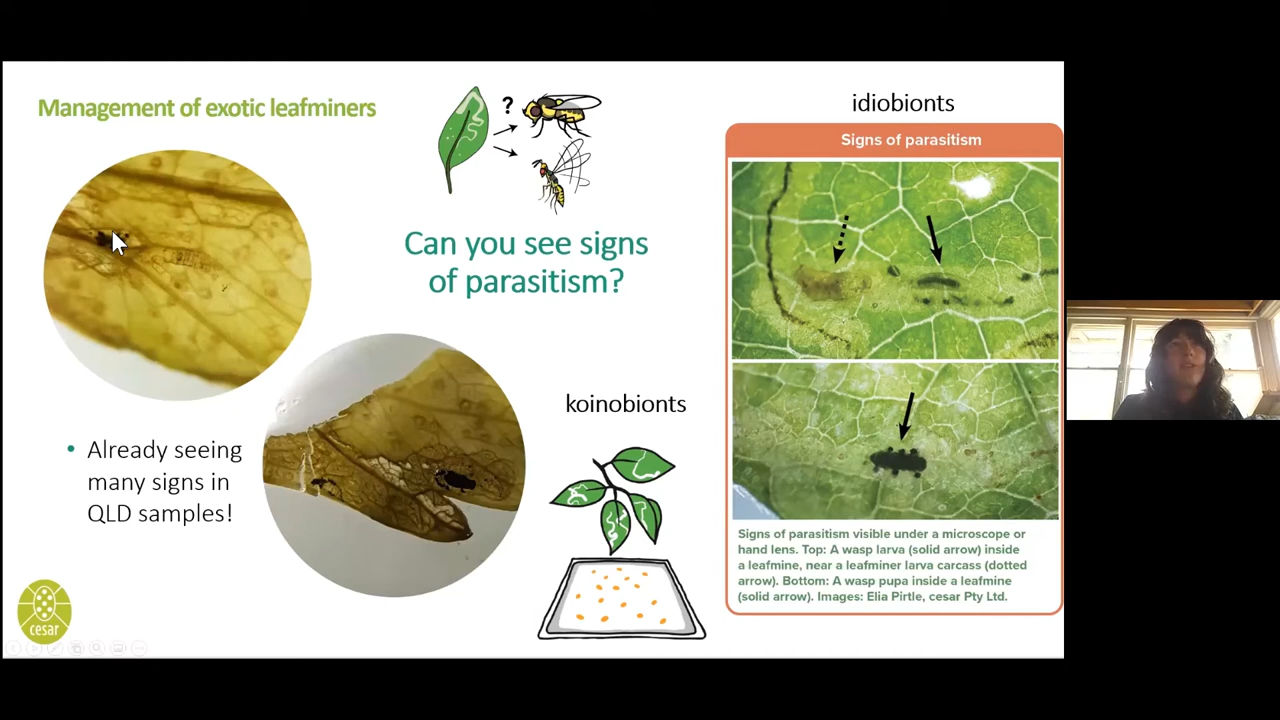 Management of exotic leafminers
?
Can you see signs
of parasitism?
• Already seeing
many signs in
QLD samples!
koinobionts
idiobionts
Signs of parasitism
Signs of parasitism visible under a microscope or
hand lens. Top: A wasp larva (solid arrow) inside
a leafmine, near a leafminer larva carcass (dotted
arrow). Bottom: A wasp pupa inside a leafmine
(solid arrow). Images: Elia Pirtle, cesar Pty Ltd.
cesar